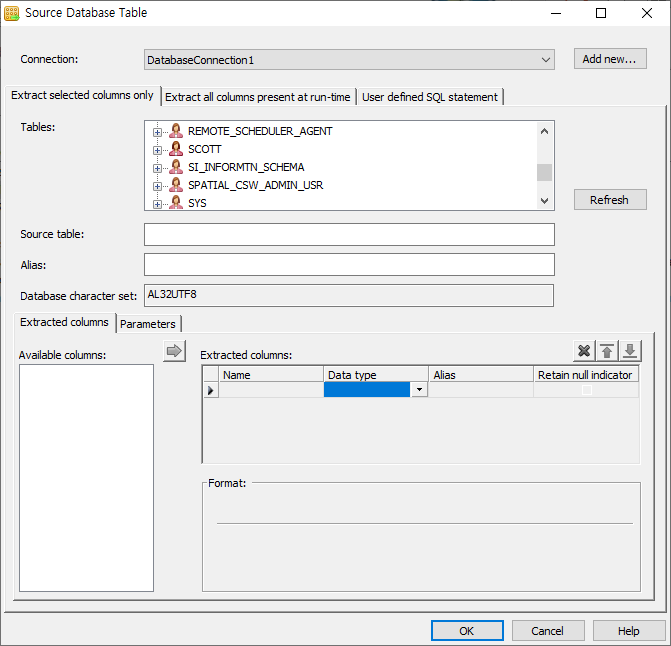 Source Database Table
Connection:
DatabaseConnection1
Add new...
Extract selected columns only
Extract all columns present at run-time
User defined SQL statement
Tables:
REMOTE_SCHEDULER_AGENT
SCOTT
SI_INFORMTN_SCHEMA
SPATIAL_CSW_ADMIN_USR
SYS
Refresh
Source table:
Alias:
Database character set:
AL32UTF8
Extracted columns
Parameters
Available columns:
Extracted columns:
Name
Data type
Alias
Retain null indicator
Format:
OK
Cancel
Help